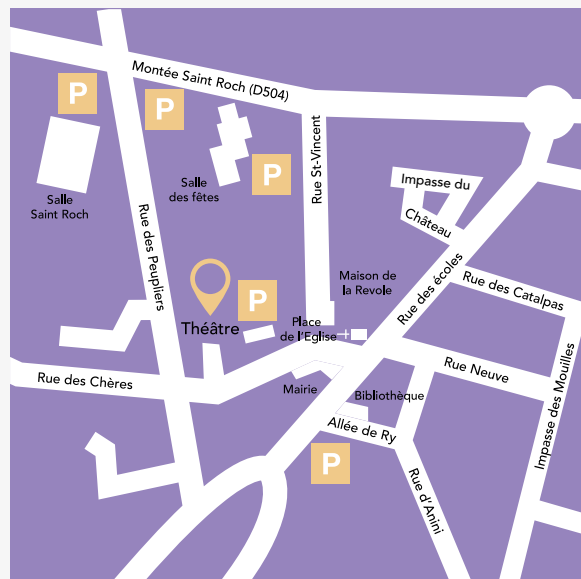 Montée Saint Roch (D504)
P
P
P
Rue St-Vincent
Salle
des fêtes
Salle
Saint Roch
Impasse du
Château
Rue des Peupliers
Rue des écoles
Maison de
la Revole
Rue des Catalpas
P
Théâtre
Place
de l'Eglise
Rue Neuve
Impasse des Mouilles
Rue des Chères
Mairie
Bibliothèque
Allée de Ry
P
Rue d'Anini